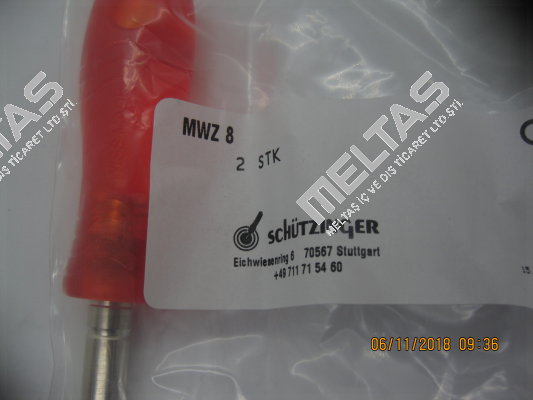 MWZ 8
2 STK
SCHÜTZINGER
Eichwiesenring 6 70567 Stuttgart
+49 711 71 54 60
MELTAS
MELTAŞ İÇ VE DIŞ TİCARET LTD.ŞTİ.
06/11/2018 09:36